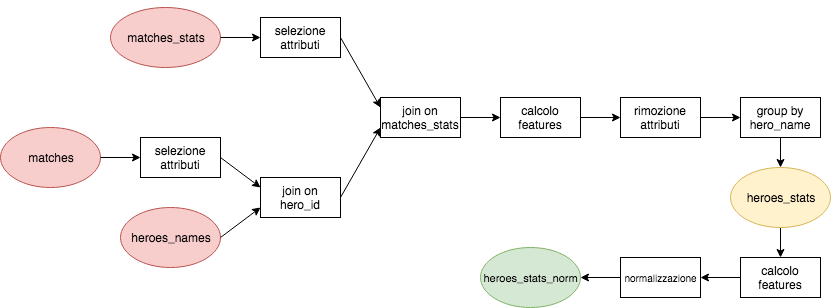 matches_stats
selezione
attributi
matches
selezione
attributi
heroes_names
join on
hero_id
join on
matches_stats
calcolo
features
rimozione
attributi
group by
hero_name
heroes_stats
calcolo
features
normalizzazione
heroes_stats_norm